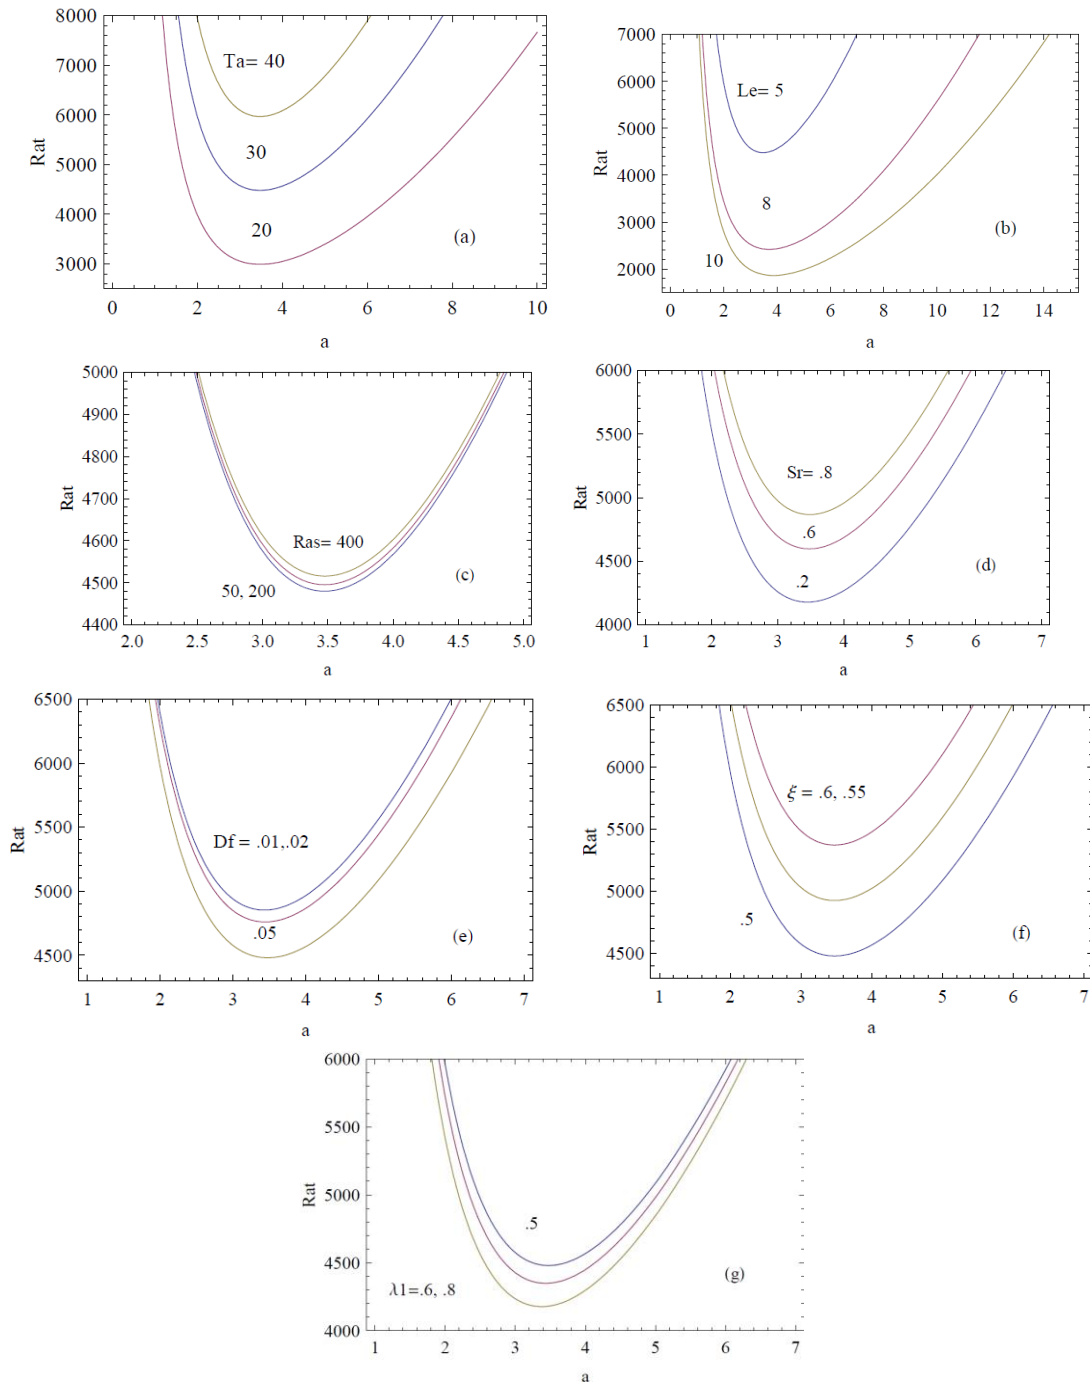 8000
7000
6000
5000
4000
3000
Rat
Ta= 40
30
20
(a)
0 2 4 6 8 10
a
7000
6000
5000
4000
3000
2000
Rat
Le= 5
8
10
(b)
0 2 4 6 8 10 12 14
a
5000
4900
4800
4700
4600
4500
4400
Rat
Ras= 400
50, 200
(c)
2.0 2.5 3.0 3.5 4.0 4.5 5.0
a
6000
5500
5000
4500
4000
Rat
Sr= .8
.6
.2
(d)
1 2 3 4 5 6 7
a
6500
6000
5500
5000
4500
Rat
Df = .01,.02
.05
(e)
1 2 3 4 5 6 7
a
6500
6000
5500
5000
4500
Rat
ξ = .6, .55
.5
(f)
1 2 3 4 5 6 7
a
6000
5500
5000
4500
4000
Rat
.5
λ1=.6, .8
(g)
1 2 3 4 5 6 7
a